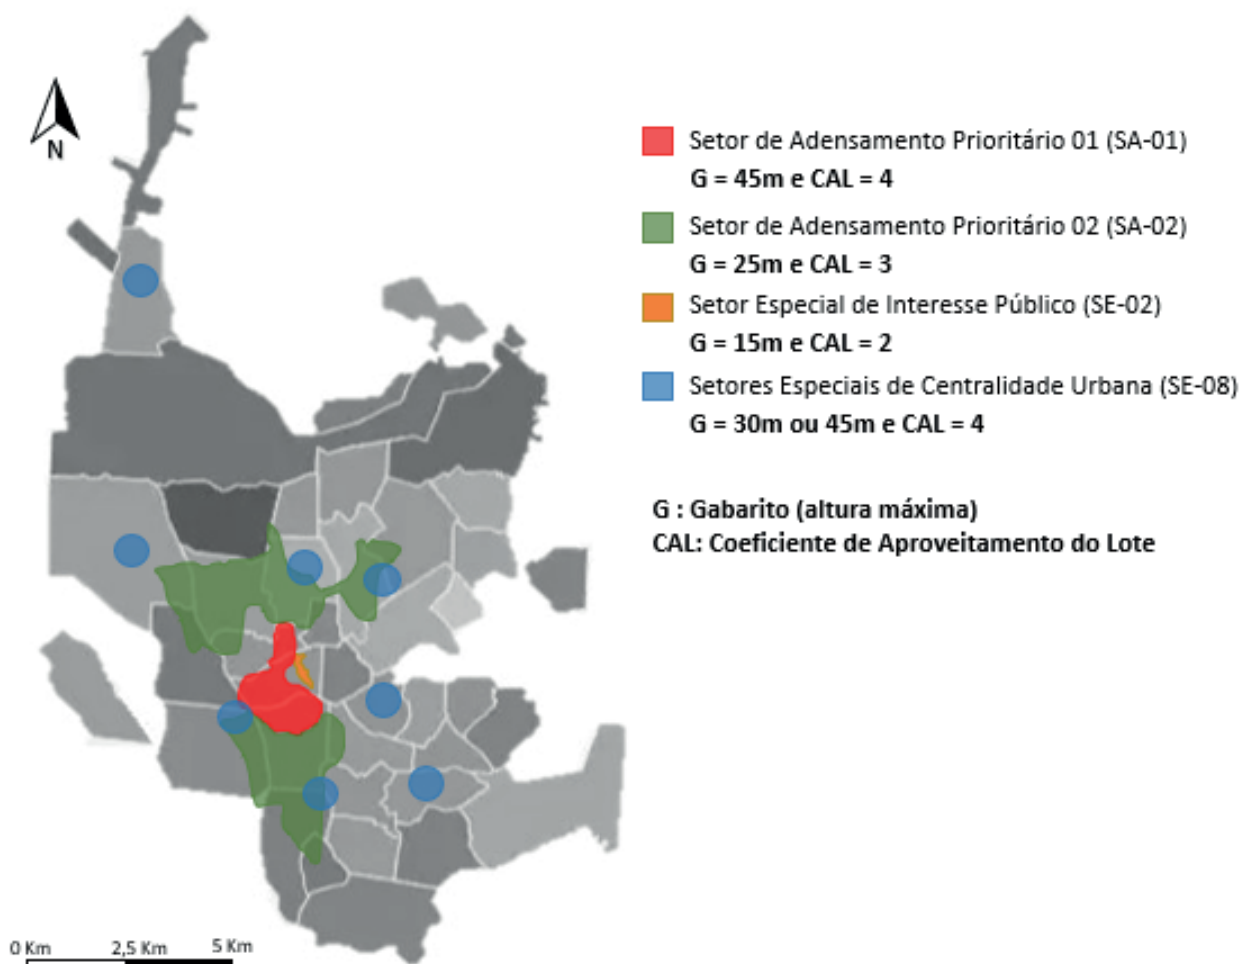 N
Setor de Adensamento Prioritário 01 (SA-01)
G = 45m e CAL = 4
Setor de Adensamento Prioritário 02 (SA-02)
G = 25m e CAL = 3
Setor Especial de Interesse Público (SE-02)
G = 15m e CAL = 2
Setores Especiais de Centralidade Urbana (SE-08)
G = 30m ou 45m e CAL = 4
G : Gabarito (altura máxima)
CAL: Coeficiente de Aproveitamento do Lote
0 Km 2,5 Km 5 Km